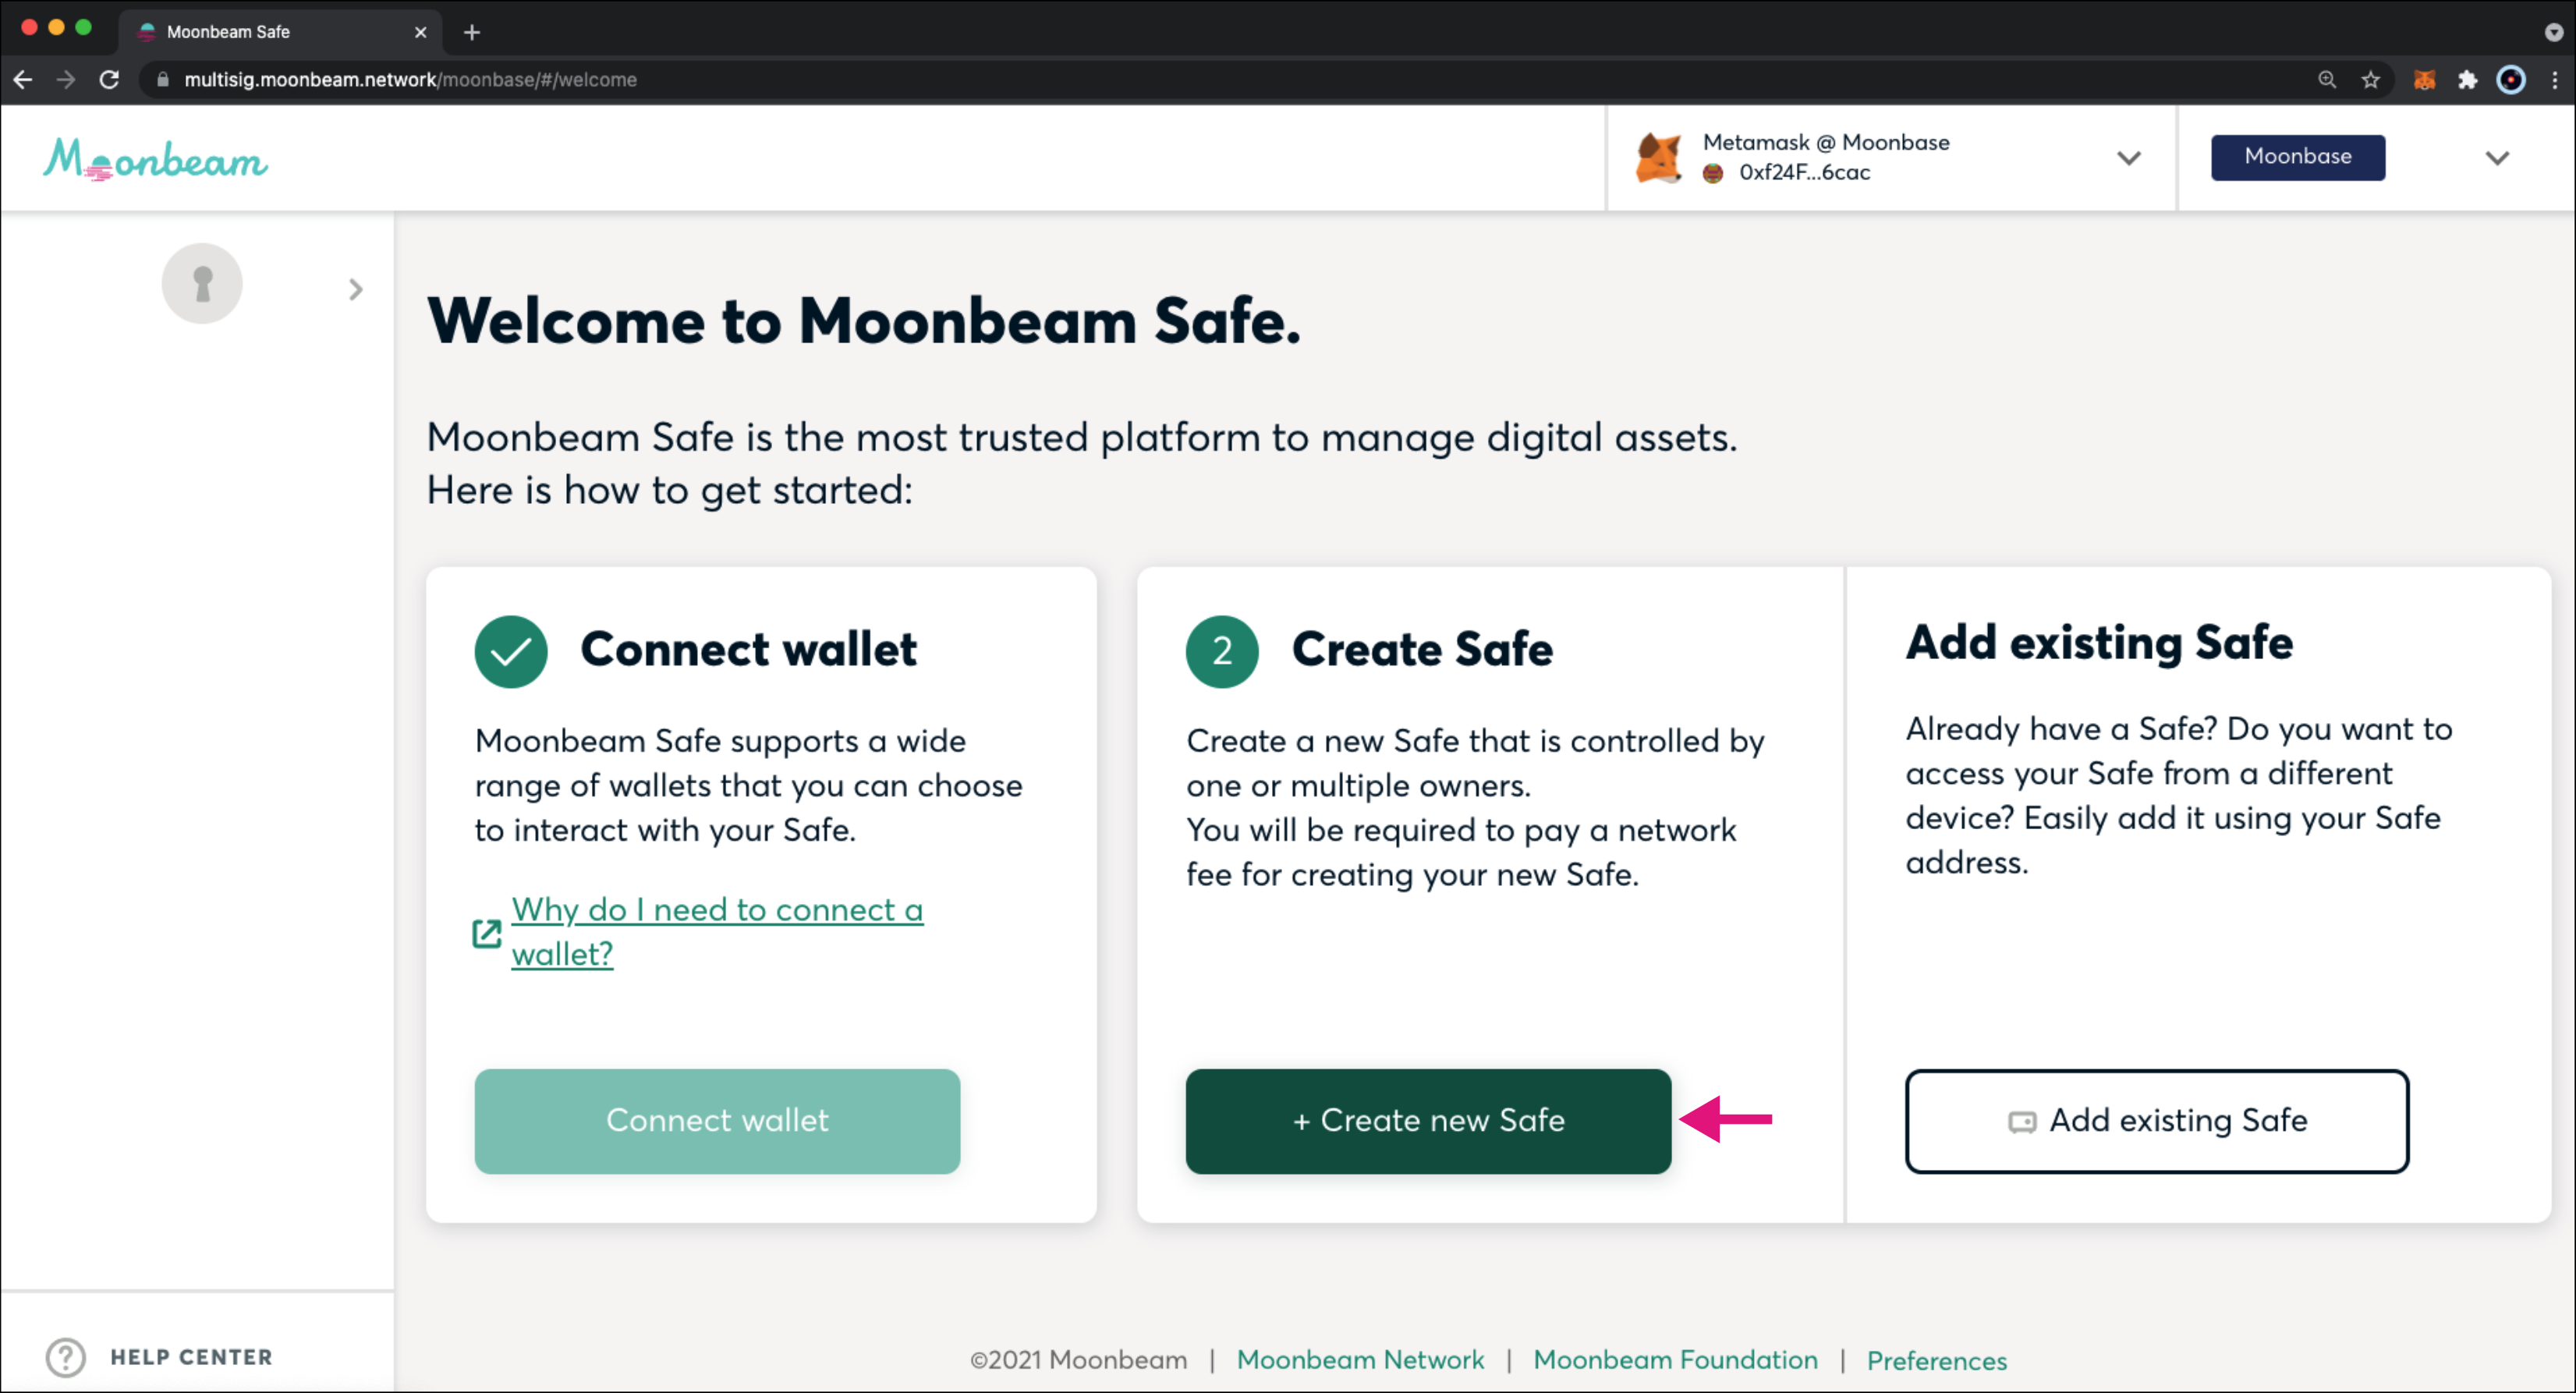 Moonbeam Safe
multisig.moonbeam.network/moonbase/#/welcome
Moonbeam
Metamask @ Moonbase
0xf24F...6cac
Moonbase
Welcome to Moonbeam Safe.
Moonbeam Safe is the most trusted platform to manage digital assets.
Here is how to get started:
Connect wallet
Moonbeam Safe supports a wide
range of wallets that you can choose
to interact with your Safe.
Why do I need to connect a
wallet?
Connect wallet
2 Create Safe
Create a new Safe that is controlled by
one or multiple owners.
You will be required to pay a network
fee for creating your new Safe.
+ Create new Safe
Add existing Safe
Already have a Safe? Do you want to
access your Safe from a different
device? Easily add it using your Safe
address.
Add existing Safe
? HELP CENTER
©2021 Moonbeam | Moonbeam Network | Moonbeam Foundation | Preferences